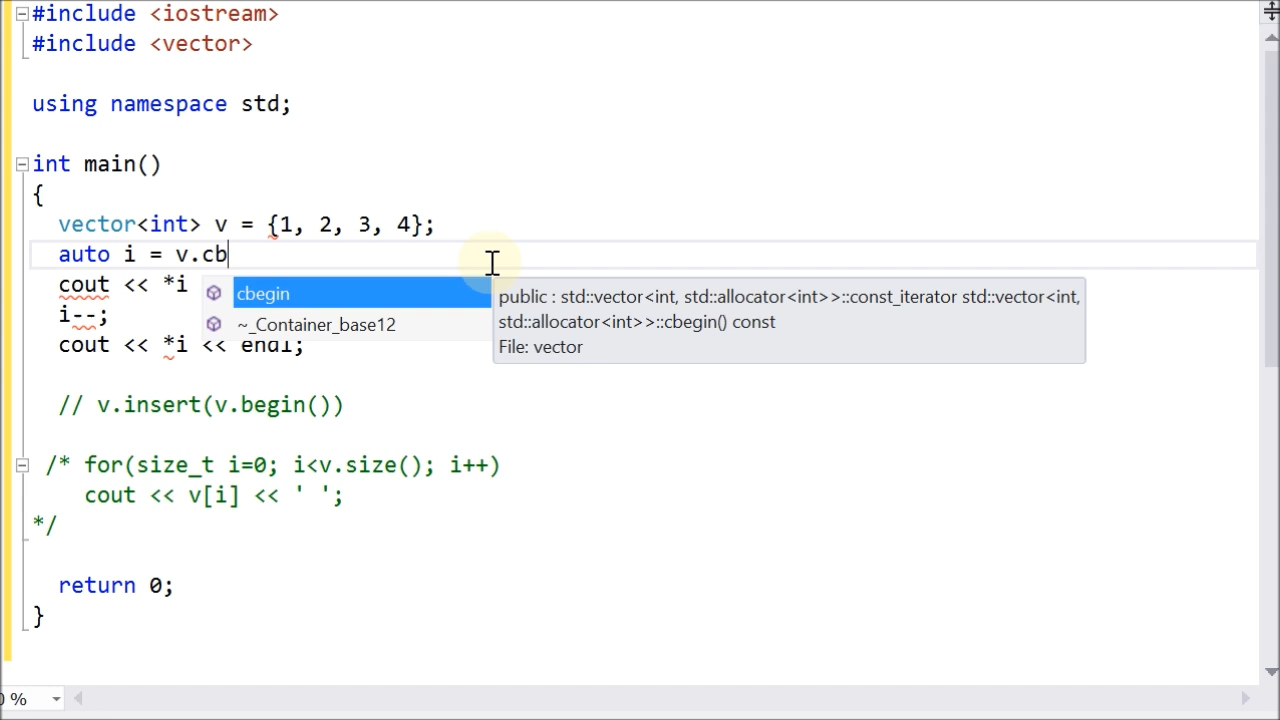 #include <iostream>
#include <vector>
using namespace std;
int main()
{
vector<int> v = {1, 2, 3, 4};
auto i = v.cb
cout << *i
cbegin
public : std::vector<int, std::allocator<int>>::const_iterator std::vector<int,
std::allocator<int>>::cbegin() const
File: vector
i--;
~_Container_base12
cout << *i << endl;
// v.insert(v.begin())
/* for(size_t i=0; i<v.size(); i++)
cout << v[i] << ' ';
*/
return 0;
}
0 %